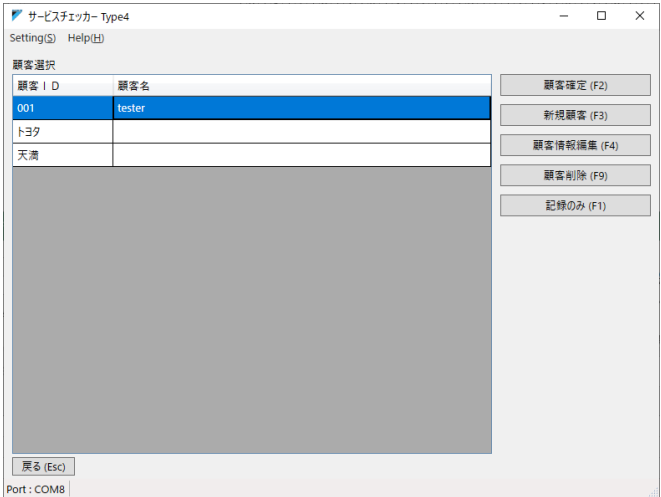 サービスチェッカー Type4
Setting(S) Help(H)
顧客選択
顧客ＩＤ 顧客名
001 tester
トヨタ
天満
顧客確定 (F2)
新規顧客 (F3)
顧客情報編集 (F4)
顧客削除 (F9)
記録のみ (F1)
戻る (Esc)
Port : COM8